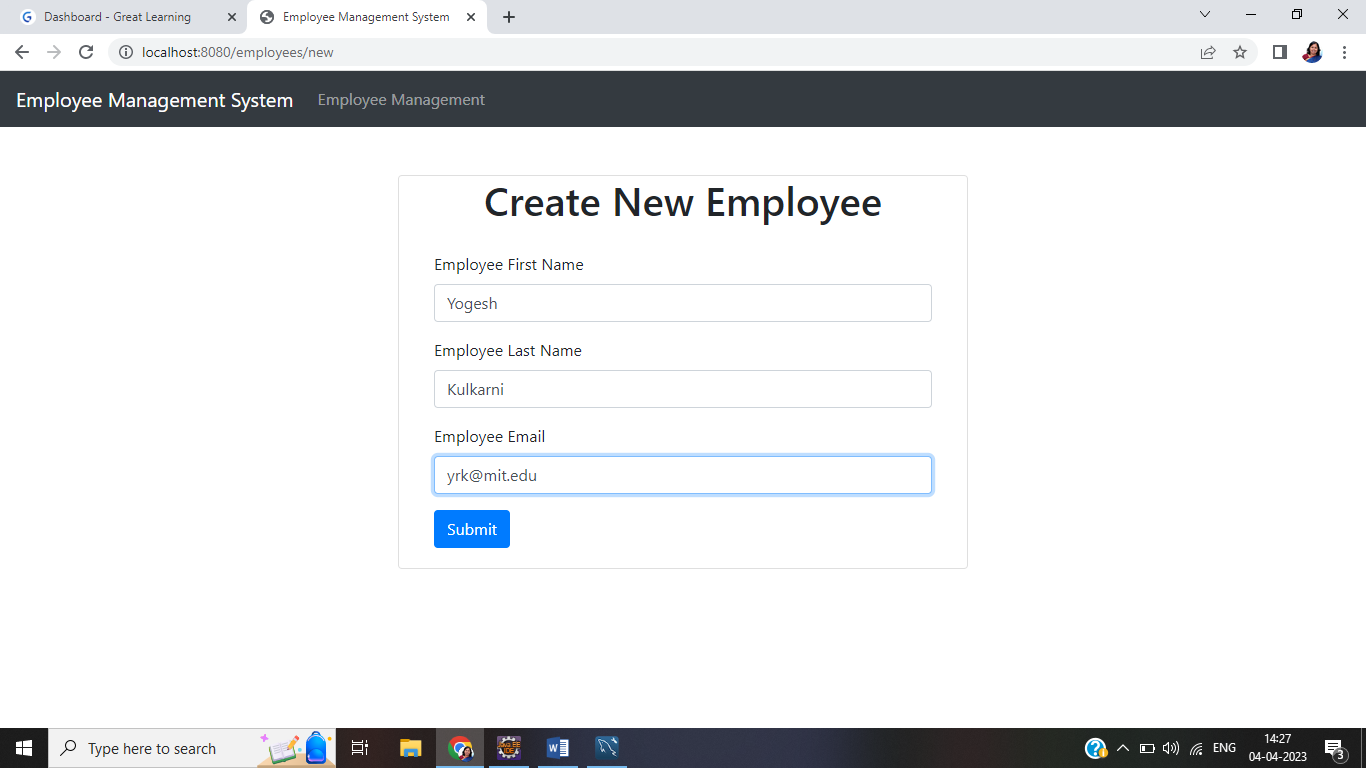 Dashboard - Great Learning
Employee Management System
localhost:8080/employees/new
Employee Management System
Employee Management
Create New Employee
Employee First Name
Yogesh
Employee Last Name
Kulkarni
Employee Email
yrk@mit.edu
Submit
Type here to search
ENG
14:27
04-04-2023
3